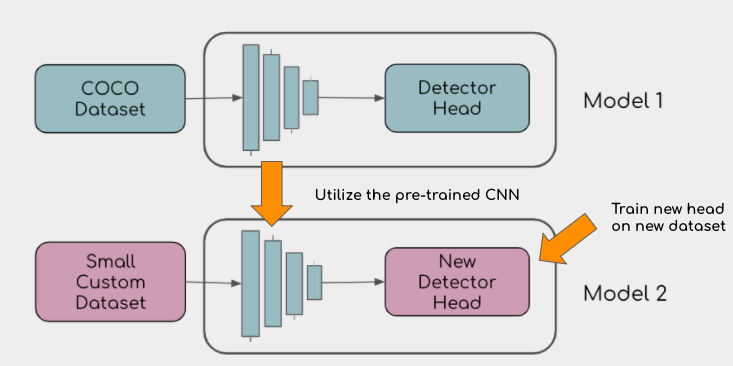 COCO
Dataset
Detector
Head
Model 1
Utilize the pre-trained CNN
Train new head
on new dataset
Small
Custom
Dataset
New
Detector
Head
Model 2